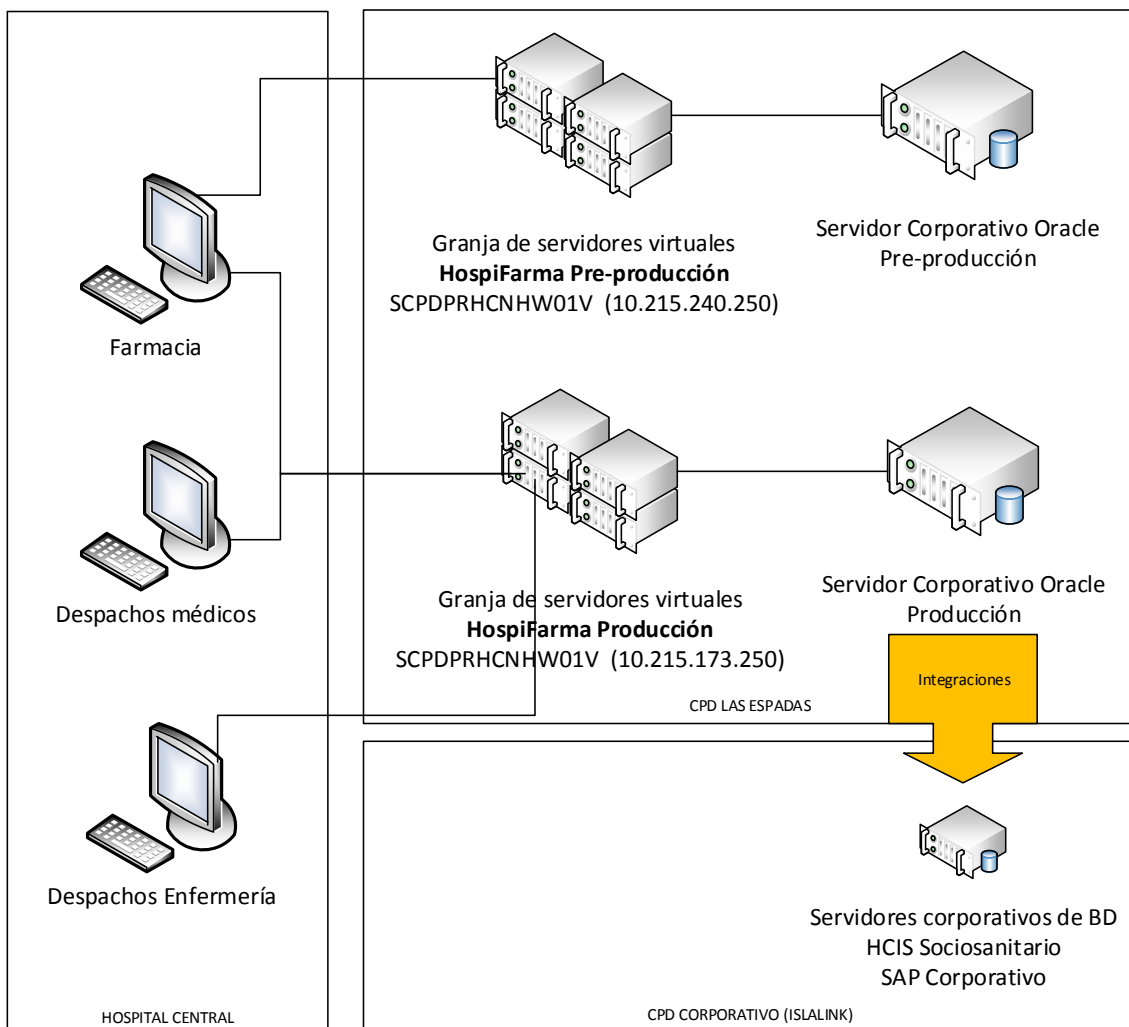 Farmacia
Despachos médicos
Despachos Enfermería
HOSPITAL CENTRAL
Granja de servidores virtuales
HospiFarma Pre-producción
SCPDPRHCNHW01V (10.215.240.250)
Servidor Corporativo Oracle
Pre-producción
Granja de servidores virtuales
HospiFarma Producción
SCPDPRHCNHW01V (10.215.173.250)
Servidor Corporativo Oracle
Producción
Integraciones
CPD LAS ESPADAS
Servidores corporativos de BD
HCIS Sociosanitario
SAP Corporativo
CPD CORPORATIVO (ISLALINK)